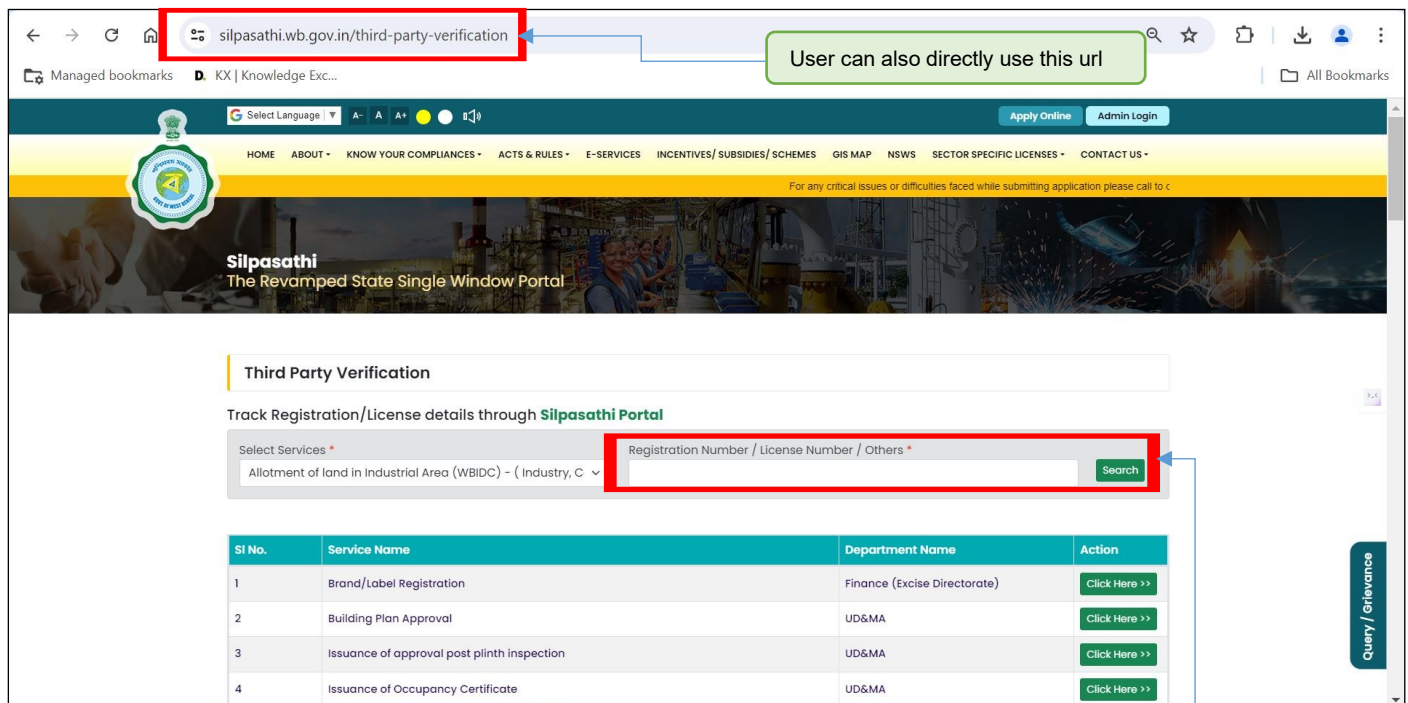 silpasathi.wb.gov.in/third-party-verification
User can also directly use this url
Managed bookmarks D. KX | Knowledge Exc... All Bookmarks
G Select Language ▼ A- A A+ Apply Online Admin Login
HOME ABOUT KNOW YOUR COMPLIANCES ACTS & RULES E-SERVICES INCENTIVES/ SUBSIDIES/ SCHEMES GIS MAP NSWS SECTOR SPECIFIC LICENSES CONTACT US
For any critical issues or difficulties faced while submitting application please call to c
Silpasathi
The Revamped State Single Window Portal
Third Party Verification
Track Registration/License details through Silpasathi Portal
Select Services * Registration Number / License Number / Others *
Allotment of land in Industrial Area (WBIDC) - ( Industry, C Search
SI No. Service Name Department Name Action
1 Brand/Label Registration Finance (Excise Directorate) Click Here >>
2 Building Plan Approval UD&MA Click Here >>
3 Issuance of approval post plinth inspection UD&MA Click Here >>
4 Issuance of Occupancy Certificate UD&MA Click Here >>
Query / Grievance